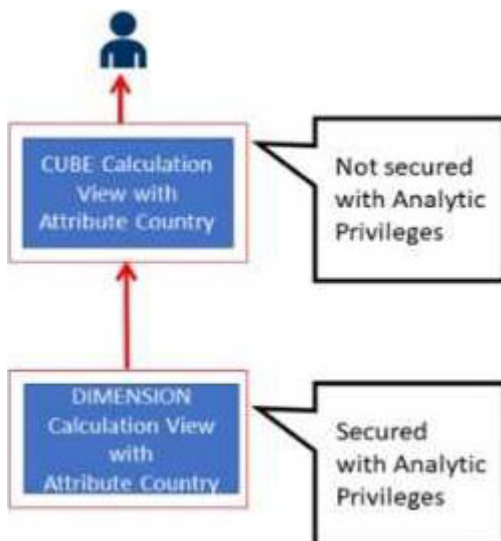 CUBE Calculation
View with
Attribute Country
Not secured
with Analytic
Privileges
DIMENSION
Calculation View
with
Attribute Country
Secured
with Analytic
Privileges